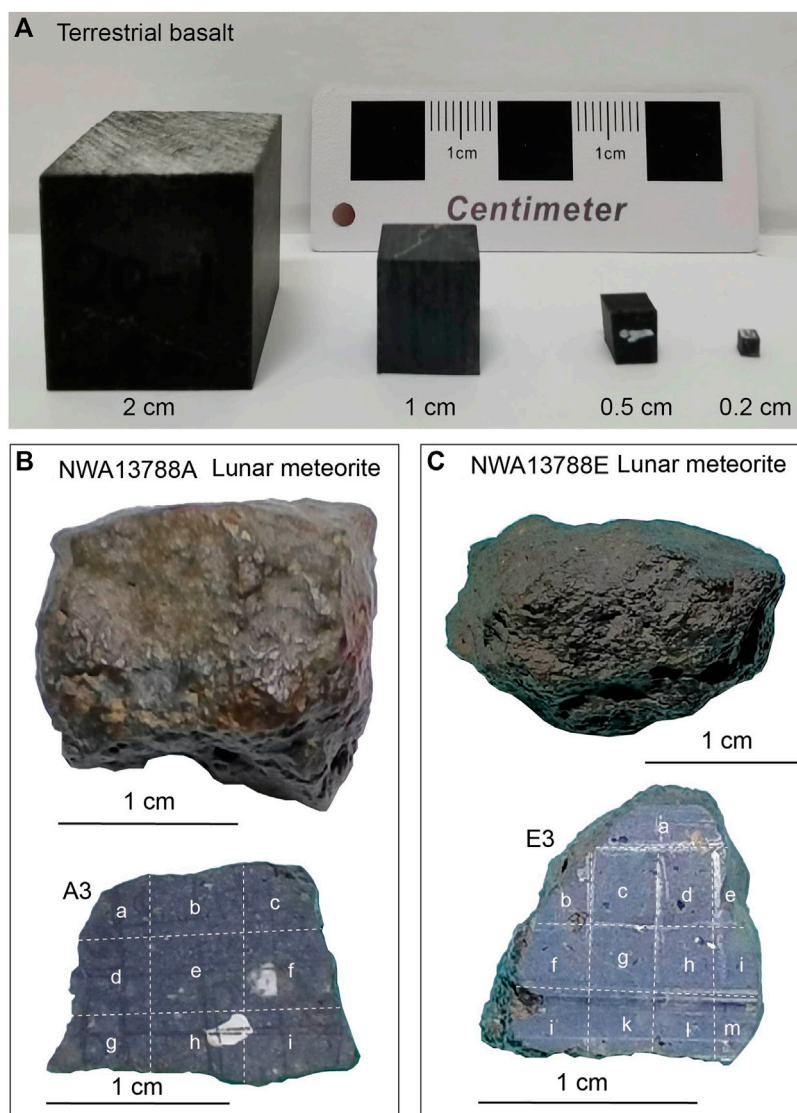 A Terrestrial basalt
1cm 1cm
Centimeter
2 cm 1 cm 0.5 cm 0.2 cm
B NWA13788A Lunar meteorite
1 cm
A3
a b c
d e f
g h i
1 cm
C NWA13788E Lunar meteorite
1 cm
E3
a
b c d e
f g h i
i k l m
1 cm